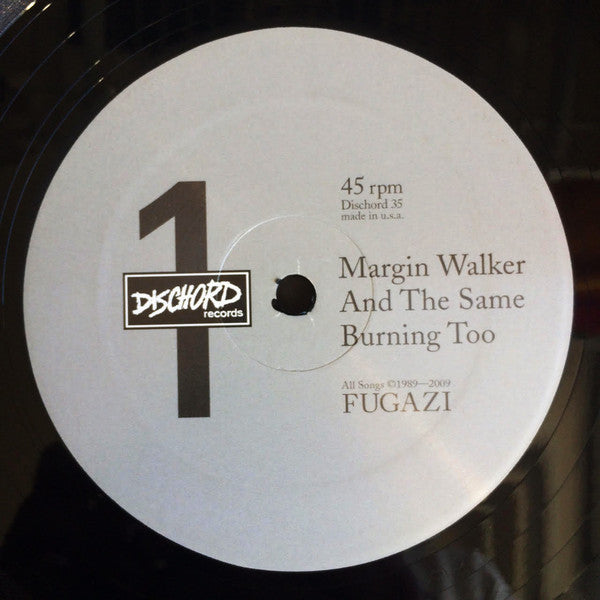 1
DISCHORD
records
45 rpm
Dischord 35
made in u.s.a.
Margin Walker
And The Same
Burning Too
All Songs ©1989—2009
FUGAZI